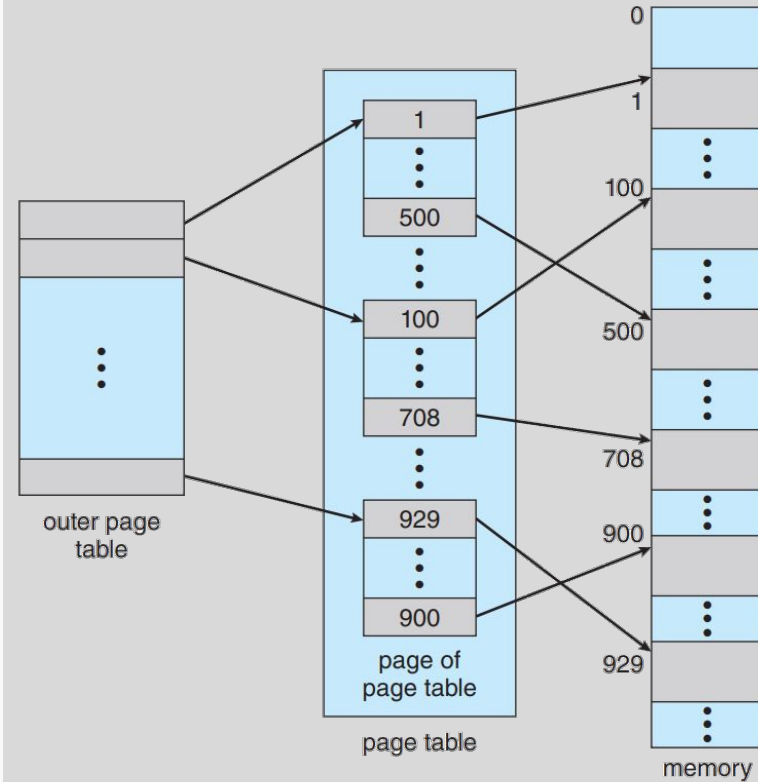 outer page
table
1
500
100
708
929
900
page of
page table
page table
0
1
100
500
708
900
929
memory